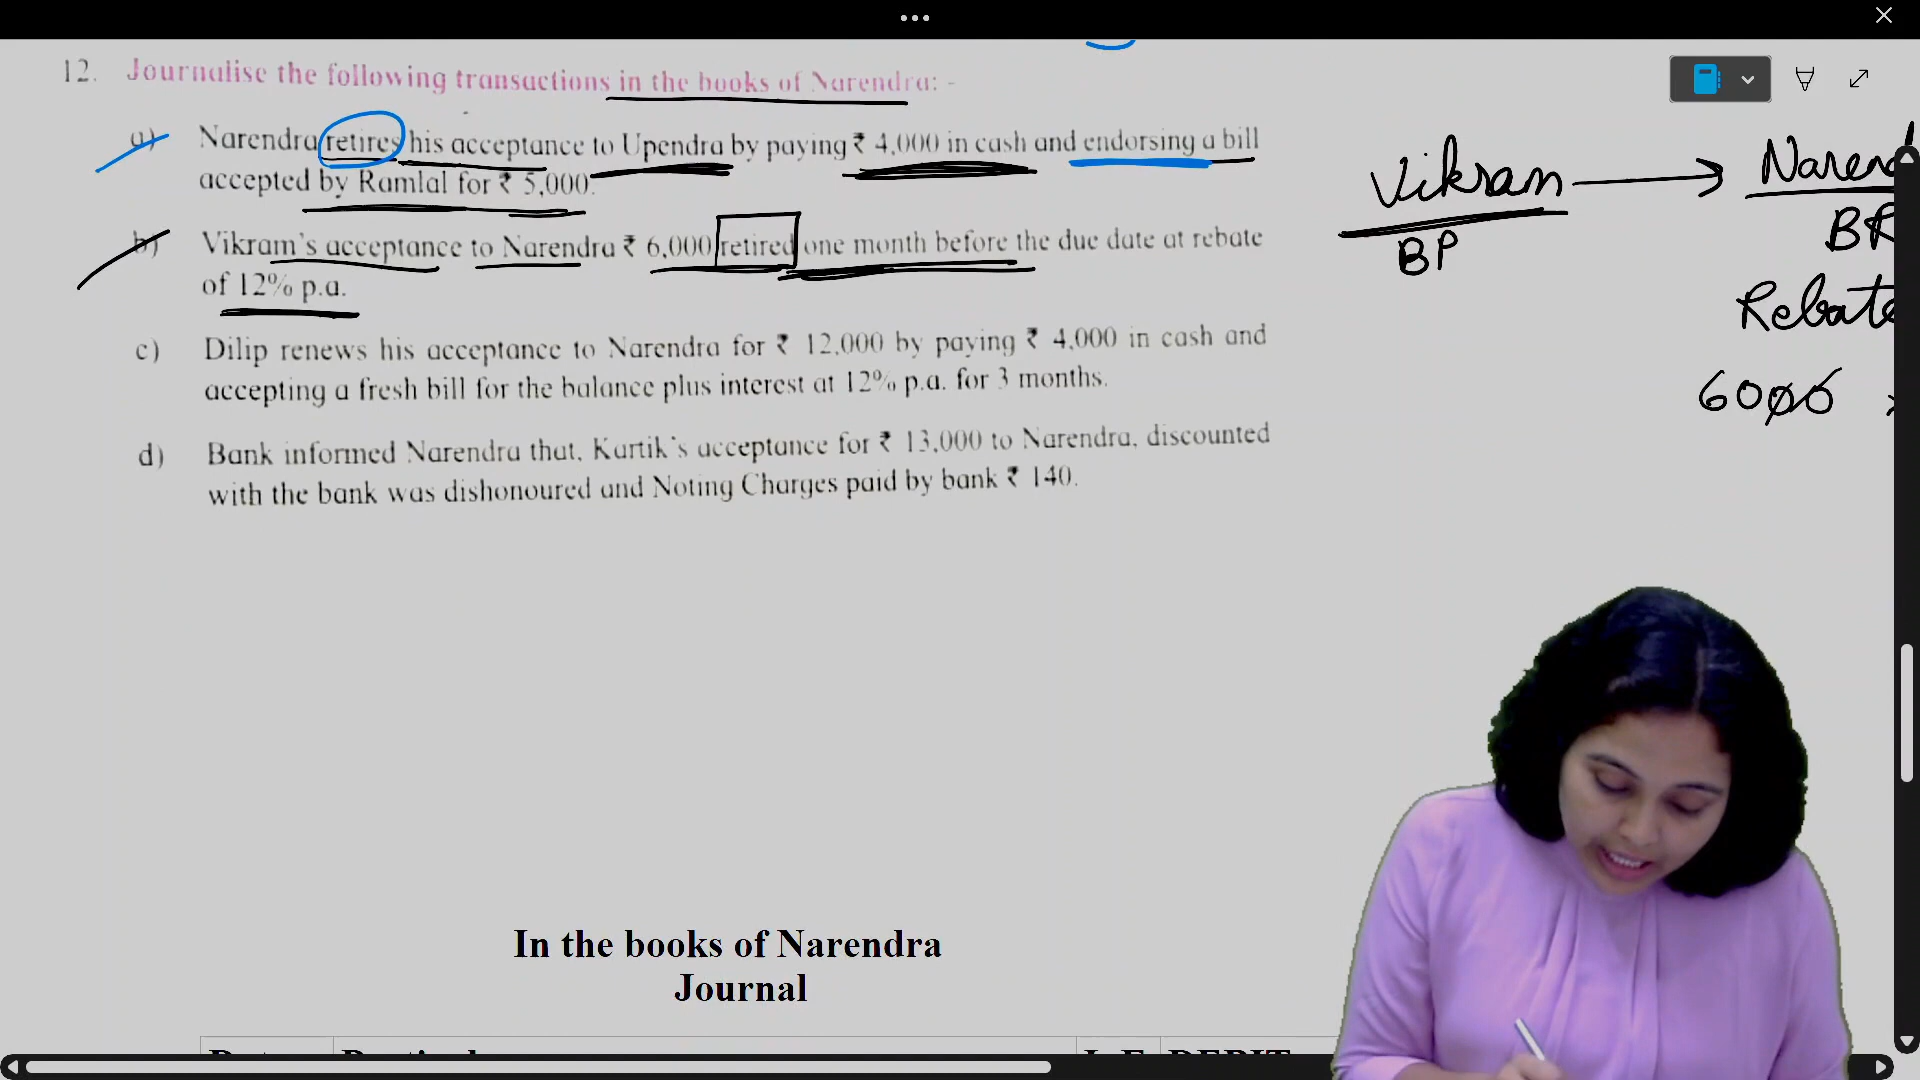 12. Journalise the following transactions in the books of Narendra: -
a) Narendra retires his acceptance to Upendra by paying ₹ 4,000 in cash and endorsing a bill
accepted by Ramlal for ₹ 5,000.
b) Vikram's acceptance to Narendra ₹ 6,000 retired one month before the due date at rebate
of 12% p.a.
c) Dilip renews his acceptance to Narendra for ₹ 12,000 by paying ₹ 4,000 in cash and
accepting a fresh bill for the balance plus interest at 12% p.a. for 3 months.
d) Bank informed Narendra that, Kartik's acceptance for ₹ 13,000 to Narendra, discounted
with the bank was dishonoured and Noting Charges paid by bank ₹ 140.
Vikram → Naren
BP
BR
Rebate
6000
In the books of Narendra
Journal